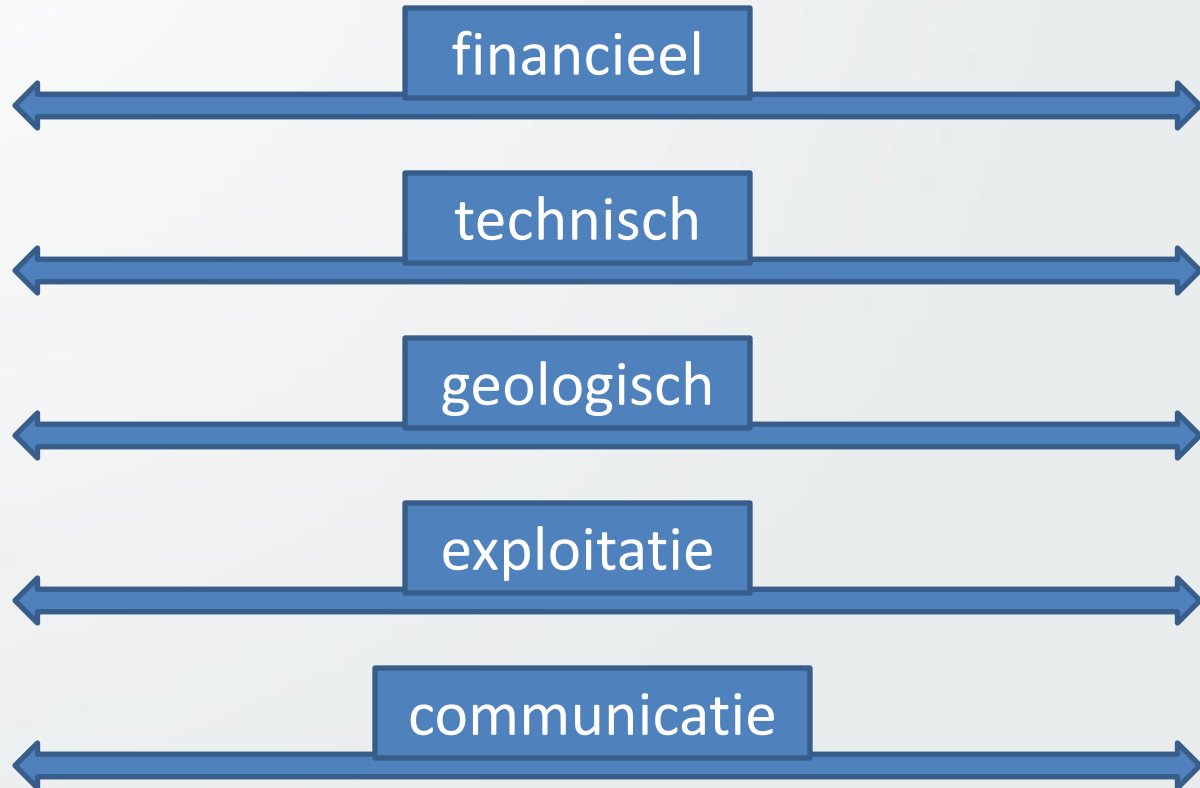 financieel
technisch
geologisch
exploitatie
communicatie